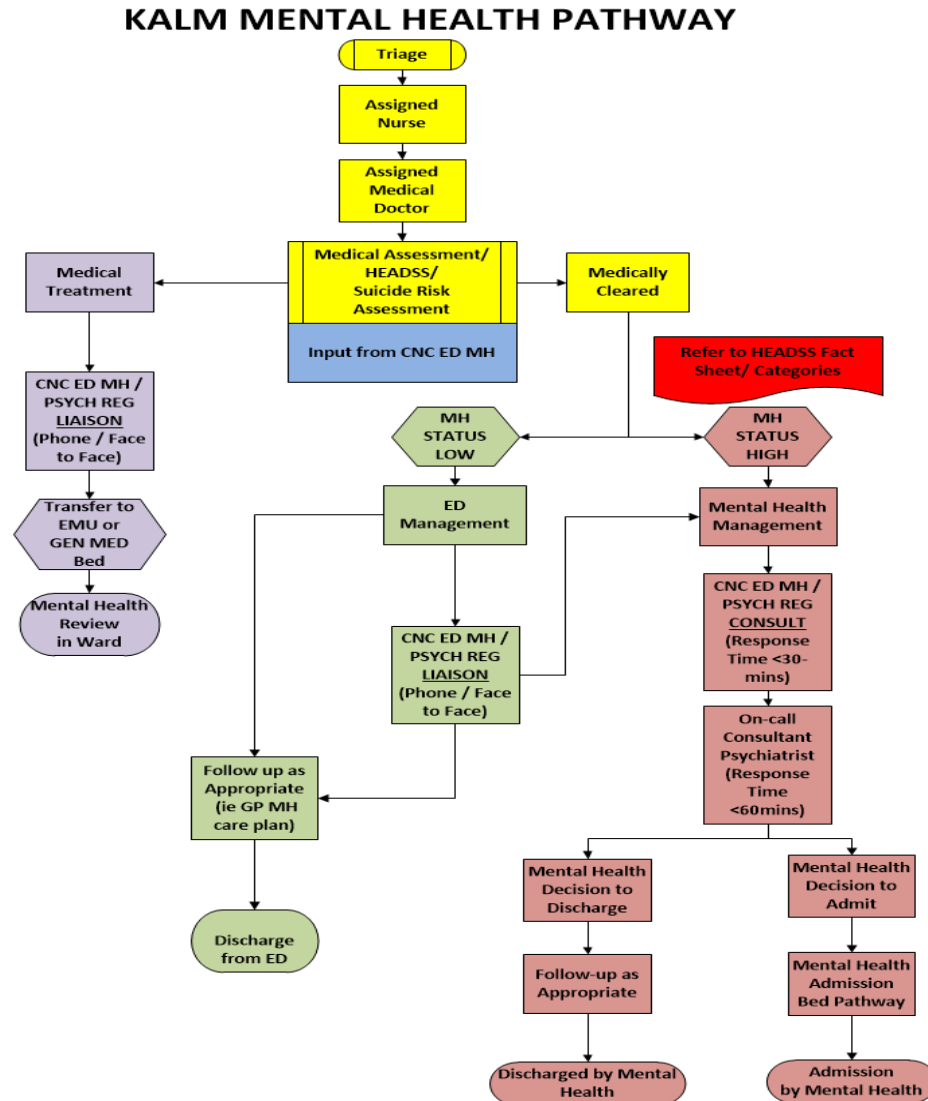 KALM MENTAL HEALTH PATHWAY
Triage
Assigned
Nurse
Assigned
Medical
Doctor
Medical Assessment/
HEADSS/
Suicide Risk
Assessment
Input from CNC ED MH
Medical
Treatment
Medically
Cleared
Refer to HEADSS Fact
Sheet/ Categories
CNC ED MH /
PSYCH REG
LIAISON
(Phone / Face
to Face)
MH
STATUS
LOW
MH
STATUS
HIGH
Transfer to
EMU or
GEN MED
Bed
ED
Management
Mental Health
Management
Mental Health
Review
in Ward
CNC ED MH /
PSYCH REG
LIAISON
(Phone / Face
to Face)
CNC ED MH /
PSYCH REG
CONSULT
(Response
Time <30-
mins)
On-call
Consultant
Psychiatrist
(Response
Time
<60mins)
Follow up as
Appropriate
(ie GP MH
care plan)
Discharge
from ED
Mental Health
Decision to
Discharge
Mental Health
Decision to
Admit
Follow-up as
Appropriate
Mental Health
Admission
Bed Pathway
Discharged by Mental
Health
Admission
by Mental Health